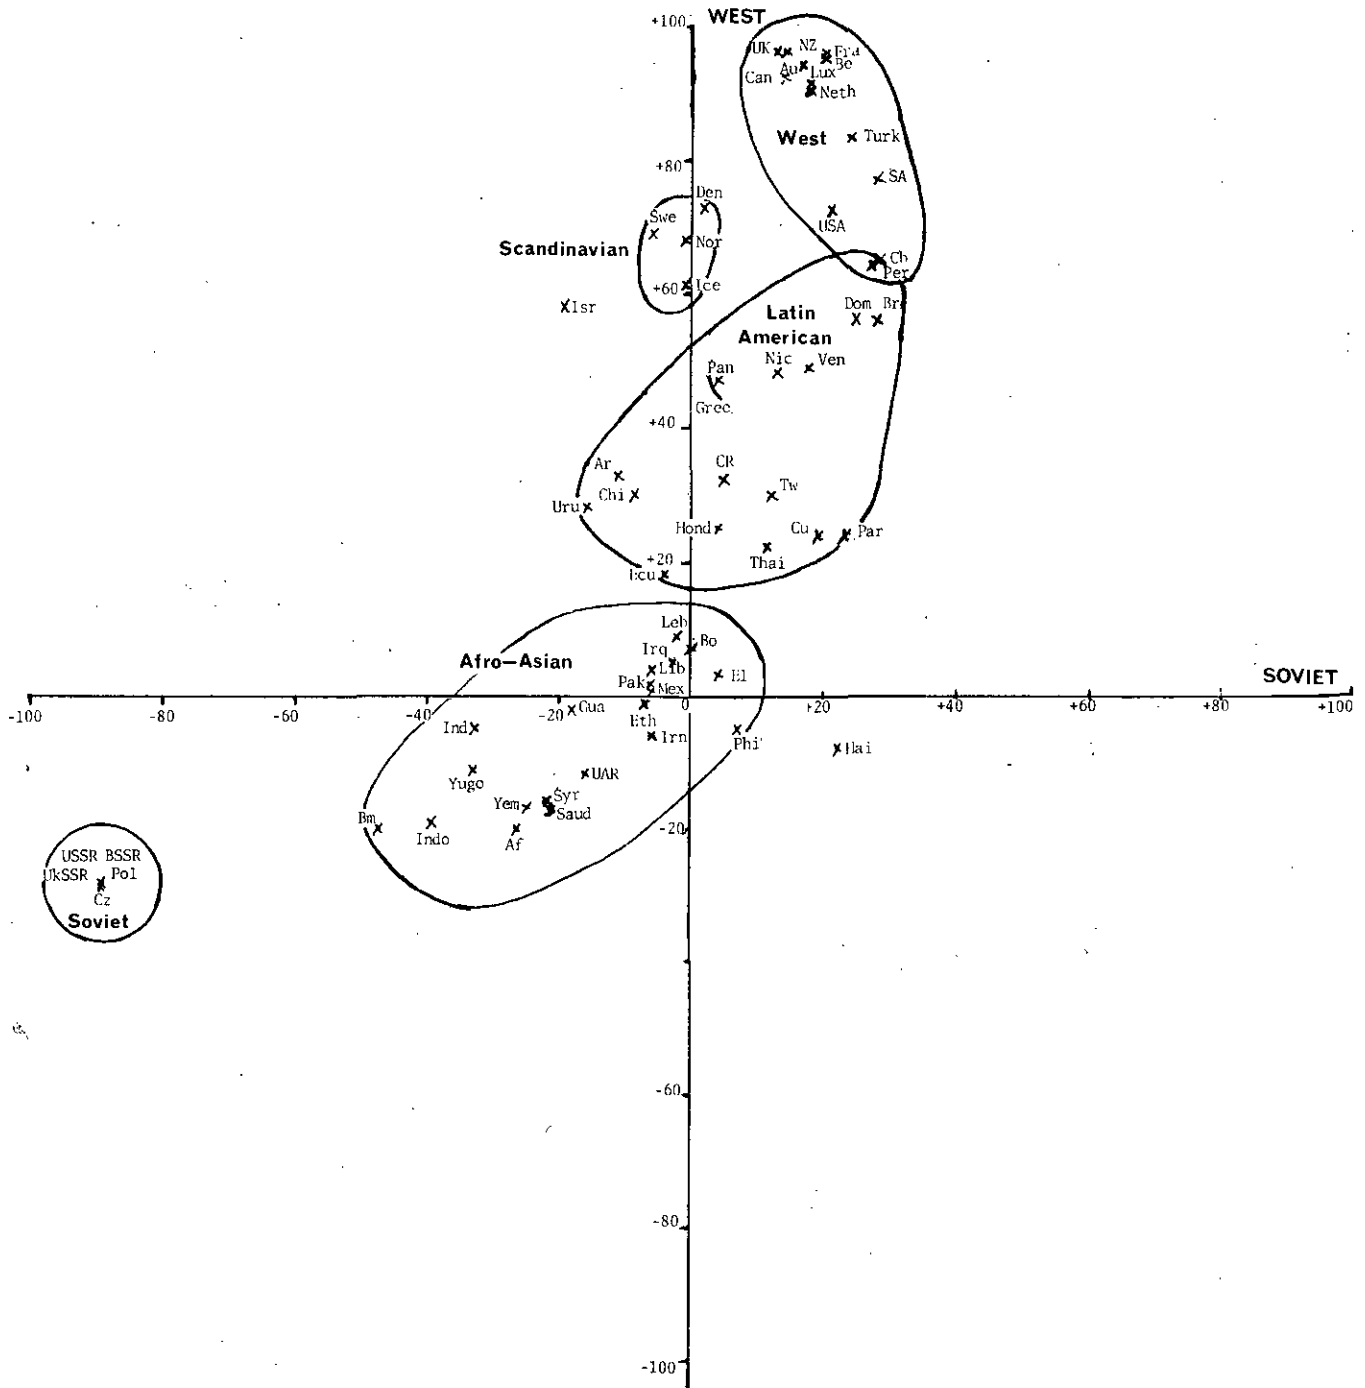 +100 WEST
UK NZ Fra
Au Be
Can Lux
Neth
West Turk
+80
SA
Den
Swe USA
Scandinavian Nor
Cb
Per
Ice
+60
Isr Dom Br
Latin
American
Pan Nic Ven
Gree
+40
Ar CR
Chi Tw
Uru
Hond Cu Par
+20 Thai
Ecu
Leb
Irq Bo
Afro-Asian Lib El
Pak Mex SOVIET
-100 -80 -60 -40 -20 0 +20 +40 +60 +80 +100
Gua
Eth
Ind Irn Phi Hai
Yugo UAR
Yem Syr
Saud
Bm Indo Af -20
USSR BSSR
UkSSR Pol
Cz
Soviet
-60
-80
-100